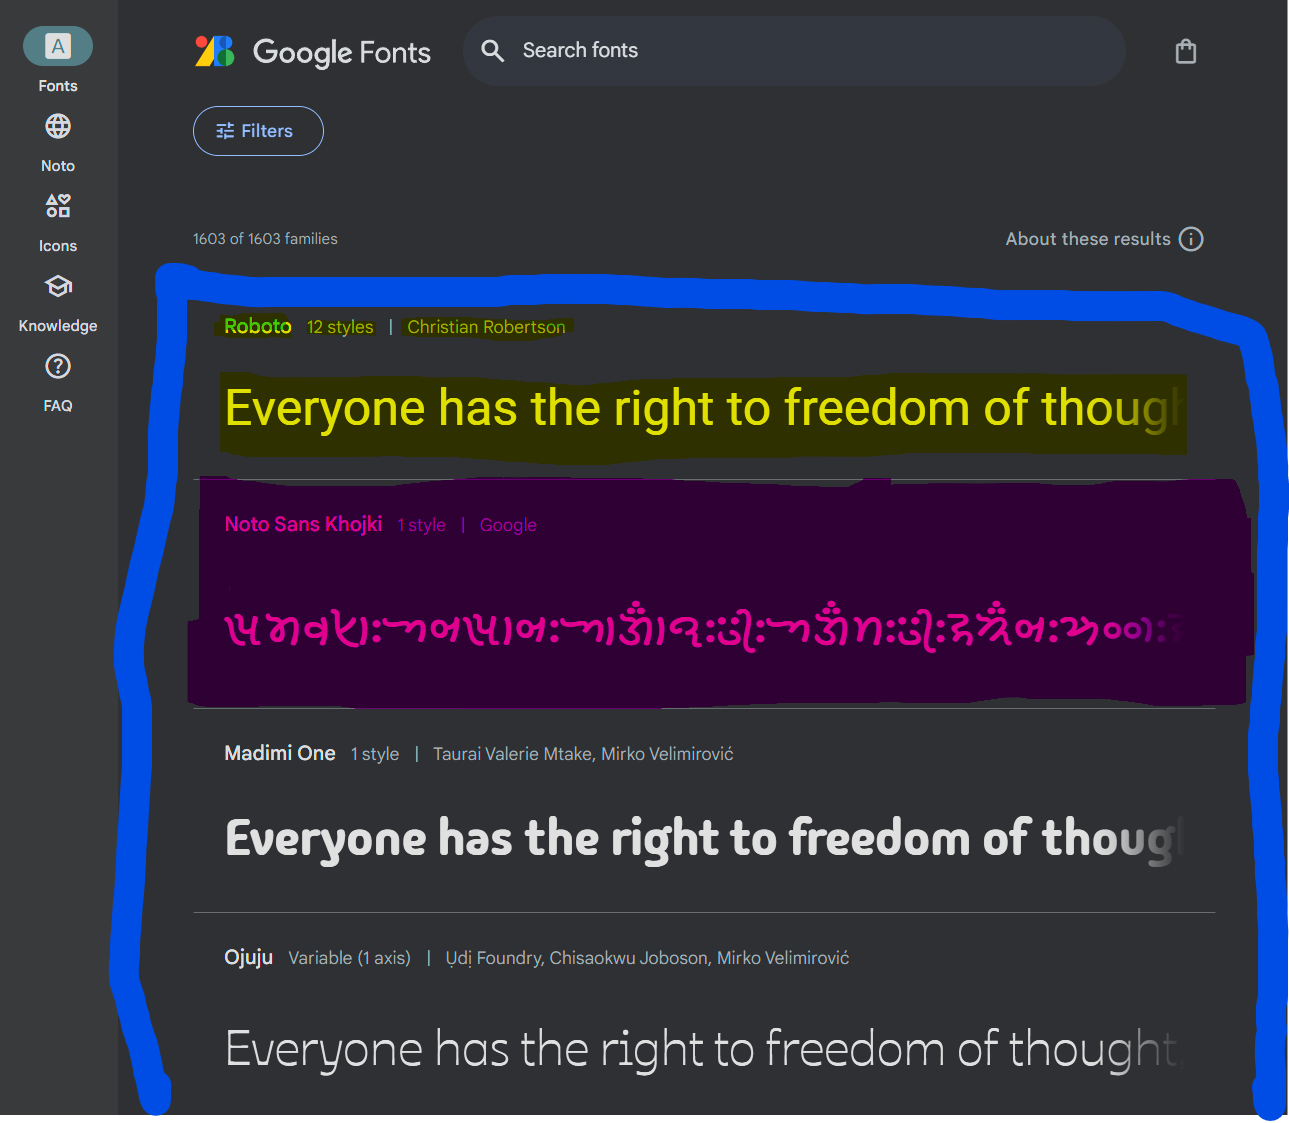 A
Fonts
Noto
Icons
Knowledge
FAQ
Google Fonts
Search fonts
Filters
1603 of 1603 families
About these results
Roboto 12 styles | Christian Robertson
Everyone has the right to freedom of though
Noto Sans Khojki 1 style | Google
Madimi One 1 style | Taurai Valerie Mtake, Mirko Velimirović
Everyone has the right to freedom of though
Ojuju Variable (1 axis) | Ụdị Foundry, Chisaokwu Joboson, Mirko Velimirović
Everyone has the right to freedom of thought,